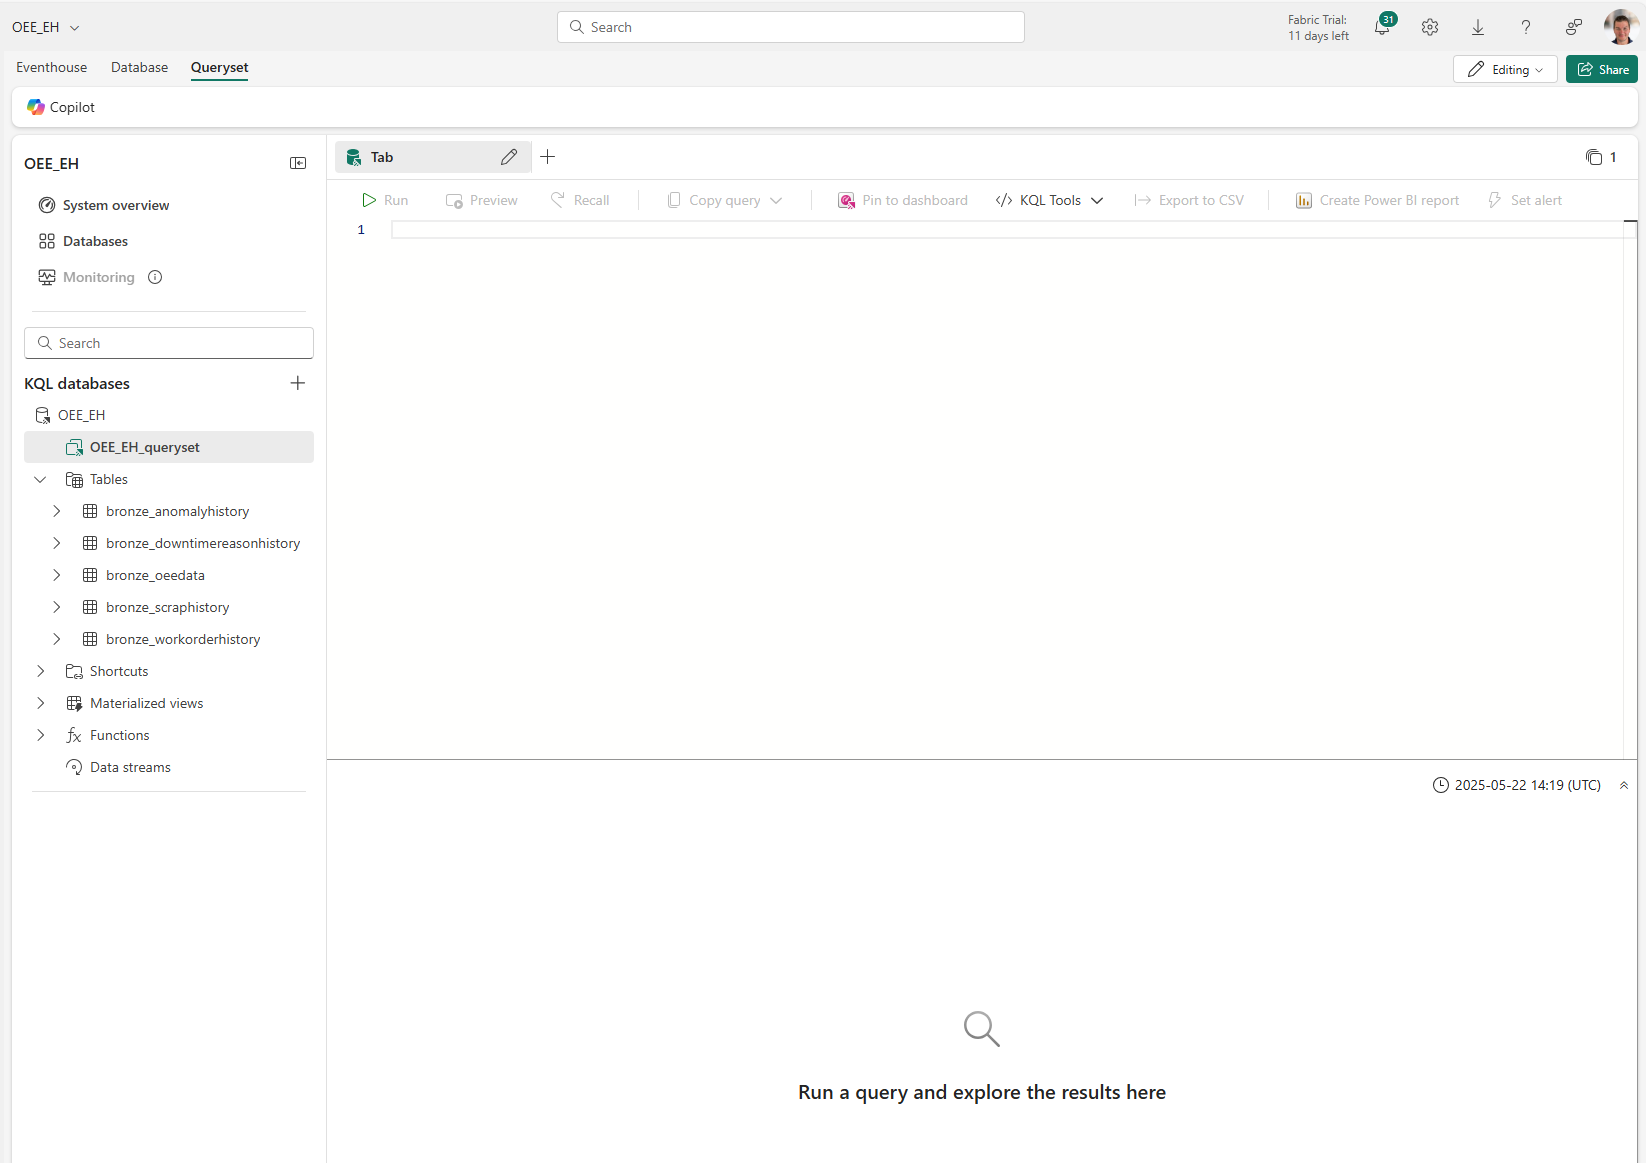 OEE_EH
Search
Fabric Trial:
11 days left
31
Eventhouse
Database
Queryset
Editing
Share
Copilot
OEE_EH
System overview
Databases
Monitoring
Search
KQL databases
OEE_EH
OEE_EH_queryset
Tables
bronze_anomalyhistory
bronze_downtimereasonhistory
bronze_oeedata
bronze_scraphistory
bronze_workorderhistory
Shortcuts
Materialized views
Functions
Data streams
Tab
1
Run
Preview
Recall
Copy query
Pin to dashboard
KQL Tools
Export to CSV
Create Power BI report
Set alert
1
2025-05-22 14:19 (UTC)
Run a query and explore the results here